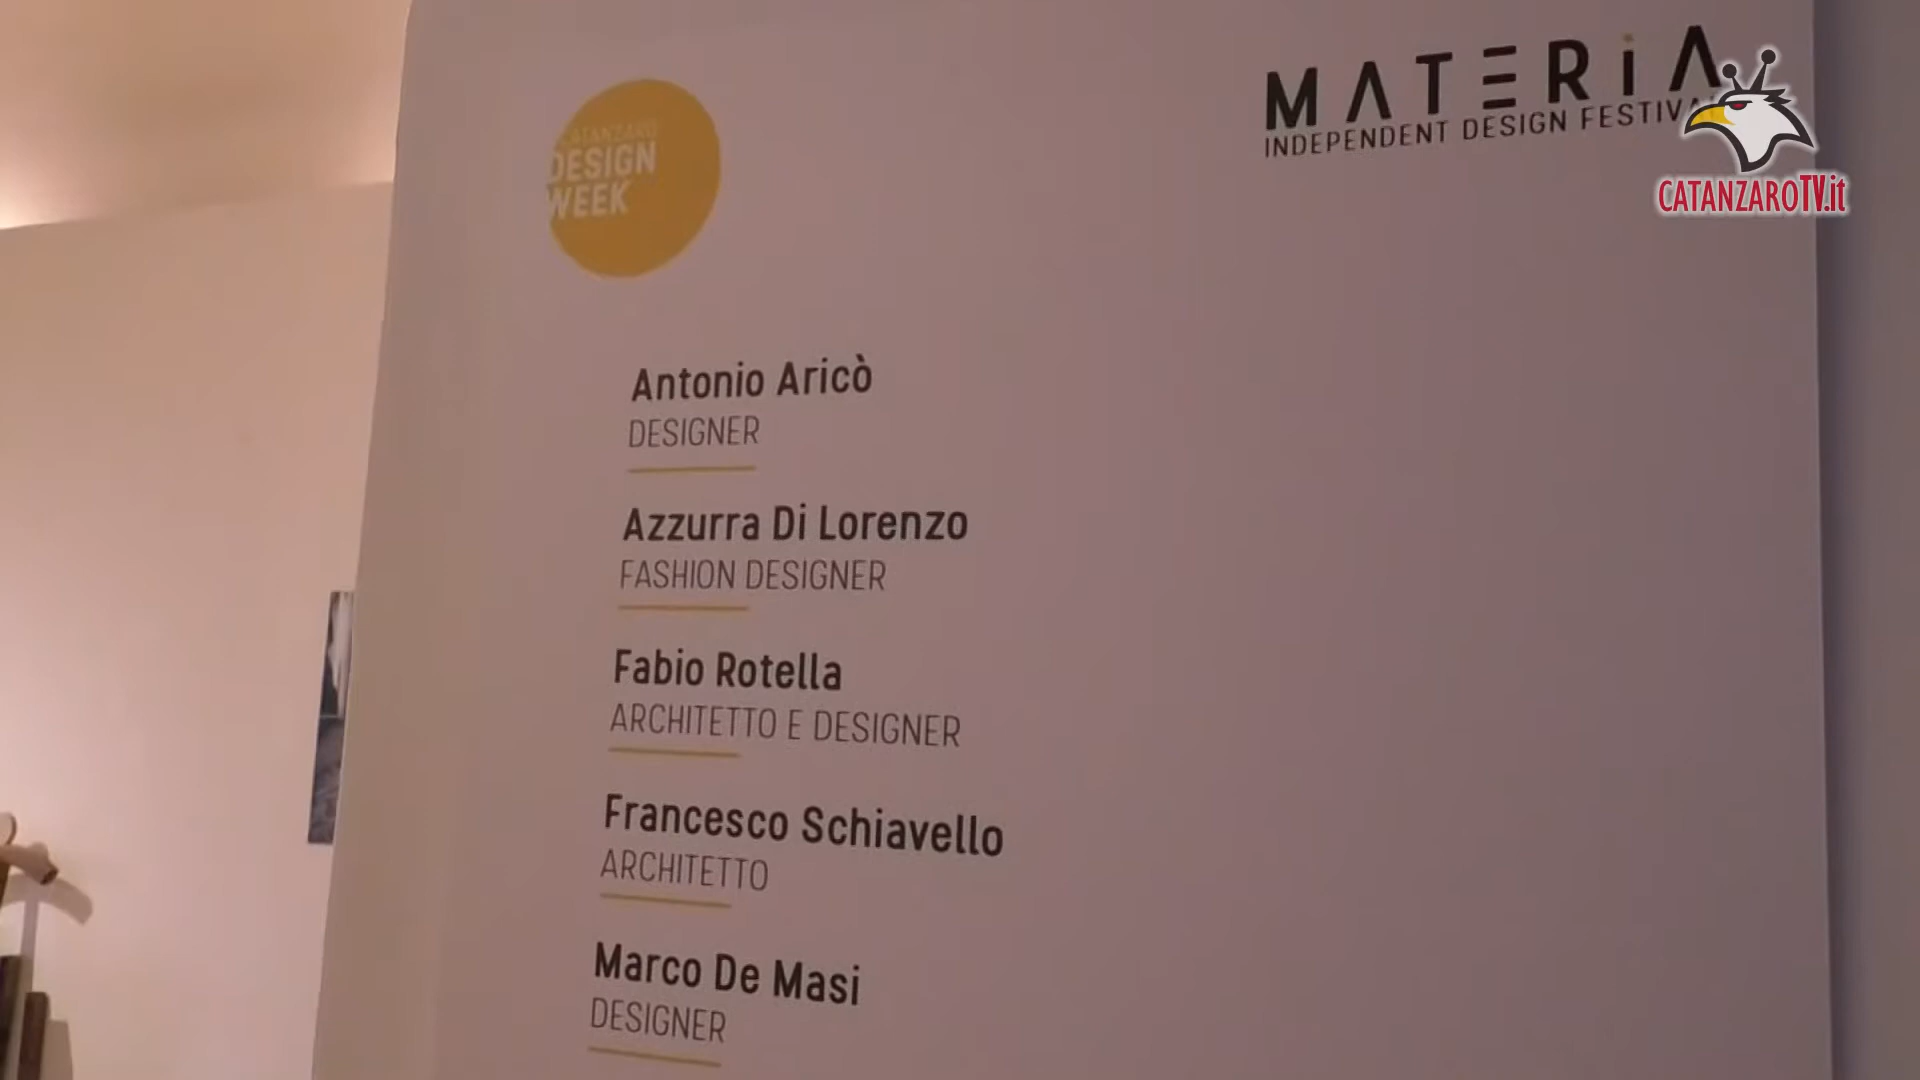 CATANZARO
DESIGN
WEEK
MATERiA
INDEPENDENT DESIGN FESTIVAL
CATANZAROTV.it
Antonio Aricò
DESIGNER
Azzurra Di Lorenzo
FASHION DESIGNER
Fabio Rotella
ARCHITETTO E DESIGNER
Francesco Schiavello
ARCHITETTO
Marco De Masi
DESIGNER